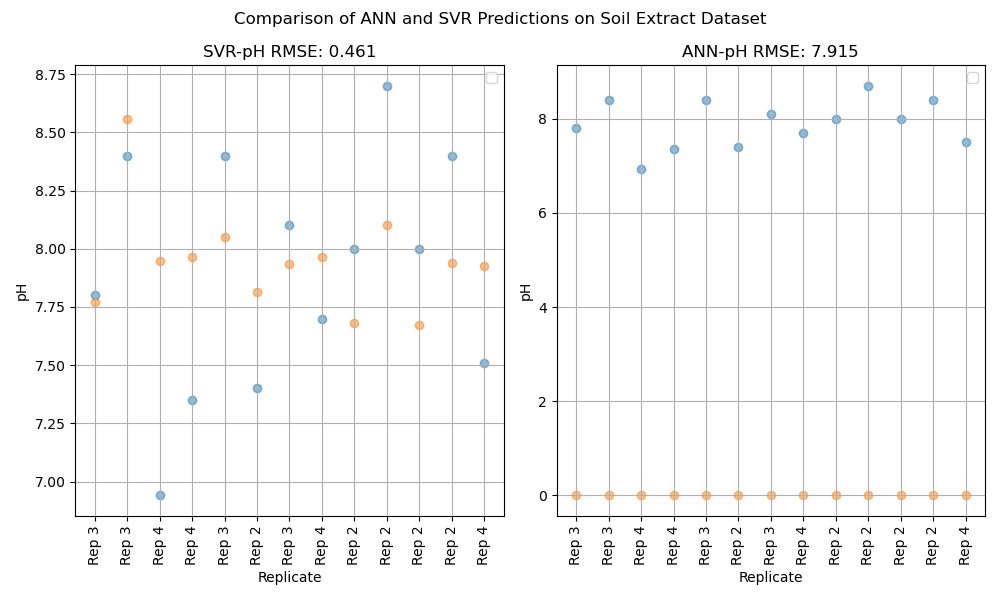 Comparison of ANN and SVR Predictions on Soil Extract Dataset
SVR-pH RMSE: 0.461
8.75
8.50
8.25
8.00
7.75
7.50
7.25
7.00
pH
Rep 3
Rep 3
Rep 4
Rep 4
Rep 3
Rep 2
Rep 3
Rep 4
Rep 2
Rep 2
Rep 2
Rep 2
Rep 4
Replicate
ANN-pH RMSE: 7.915
8
6
4
2
0
pH
Rep 3
Rep 3
Rep 4
Rep 4
Rep 3
Rep 2
Rep 3
Rep 4
Rep 2
Rep 2
Rep 2
Rep 2
Rep 4
Replicate